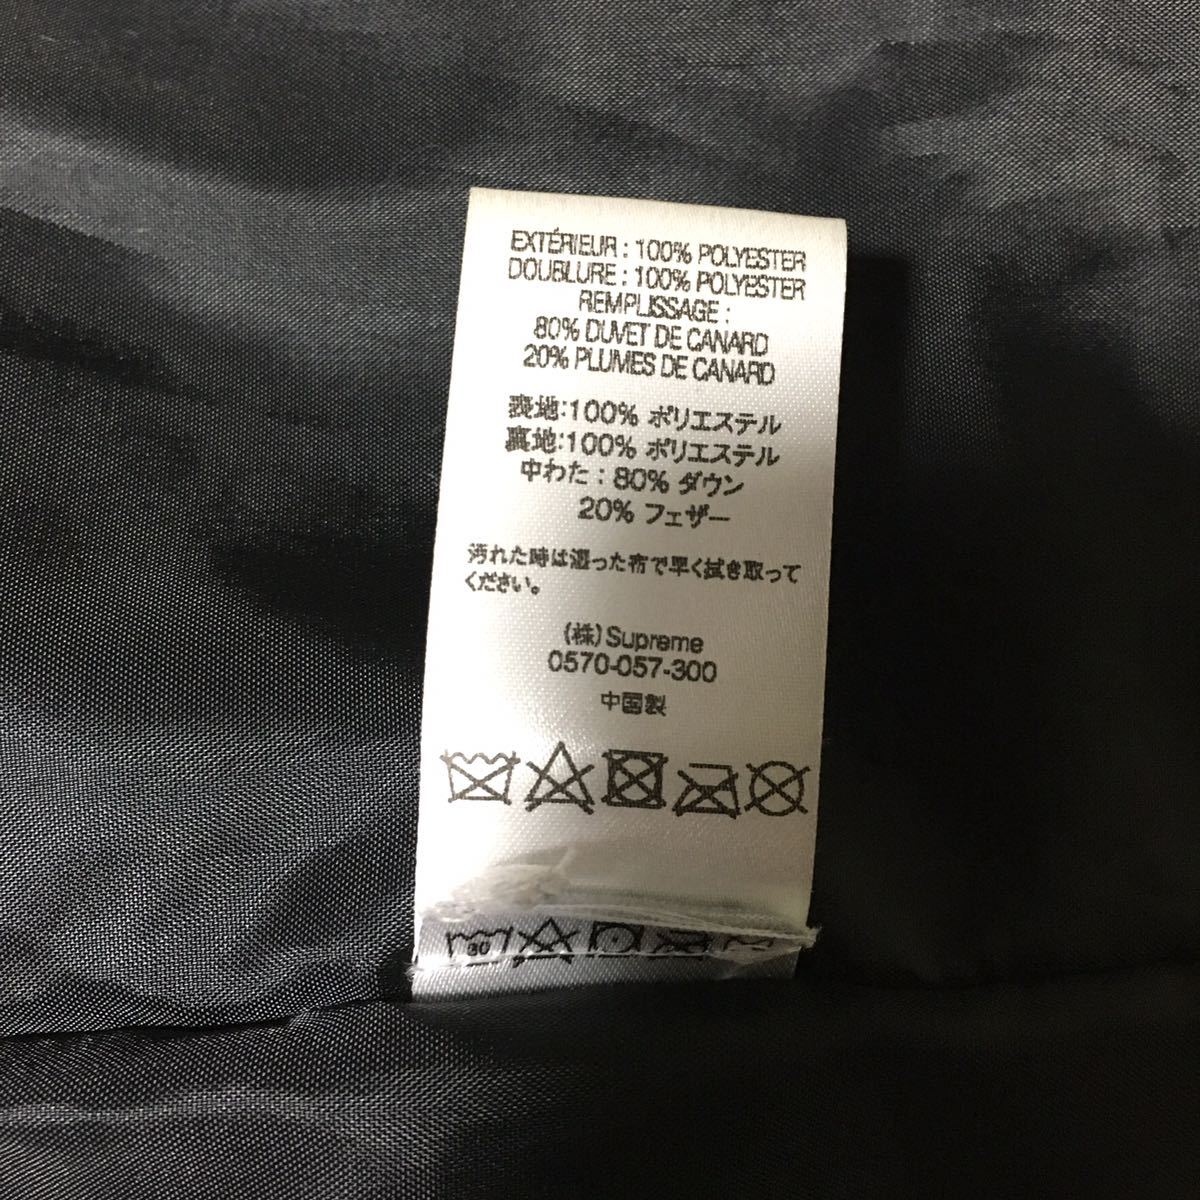 EXTÉRIEUR : 100% POLYESTER
DOUBLURE : 100% POLYESTER
REMPLISSAGE :
80% DUVET DE CANARD
20% PLUMES DE CANARD
表地:100% ポリエステル
裏地:100% ポリエステル
中わた : 80% ダウン
20% フェザー
汚れた時は湿った布で早く拭き取って
ください。
(株) Supreme
0570-057-300
中国製
30